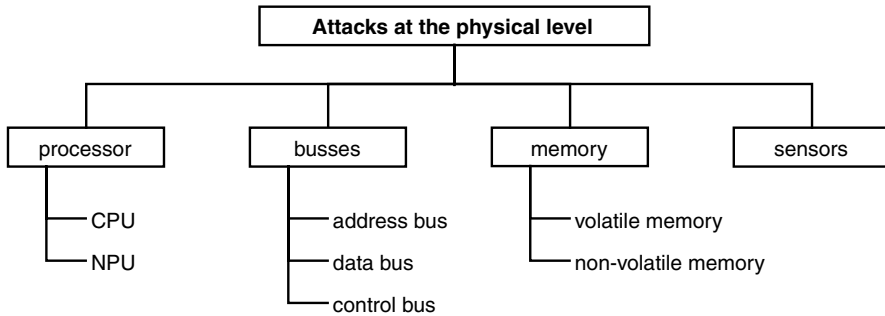 Attacks at the physical level
processor
busses
memory
sensors
CPU
NPU
address bus
data bus
control bus
volatile memory
non-volatile memory